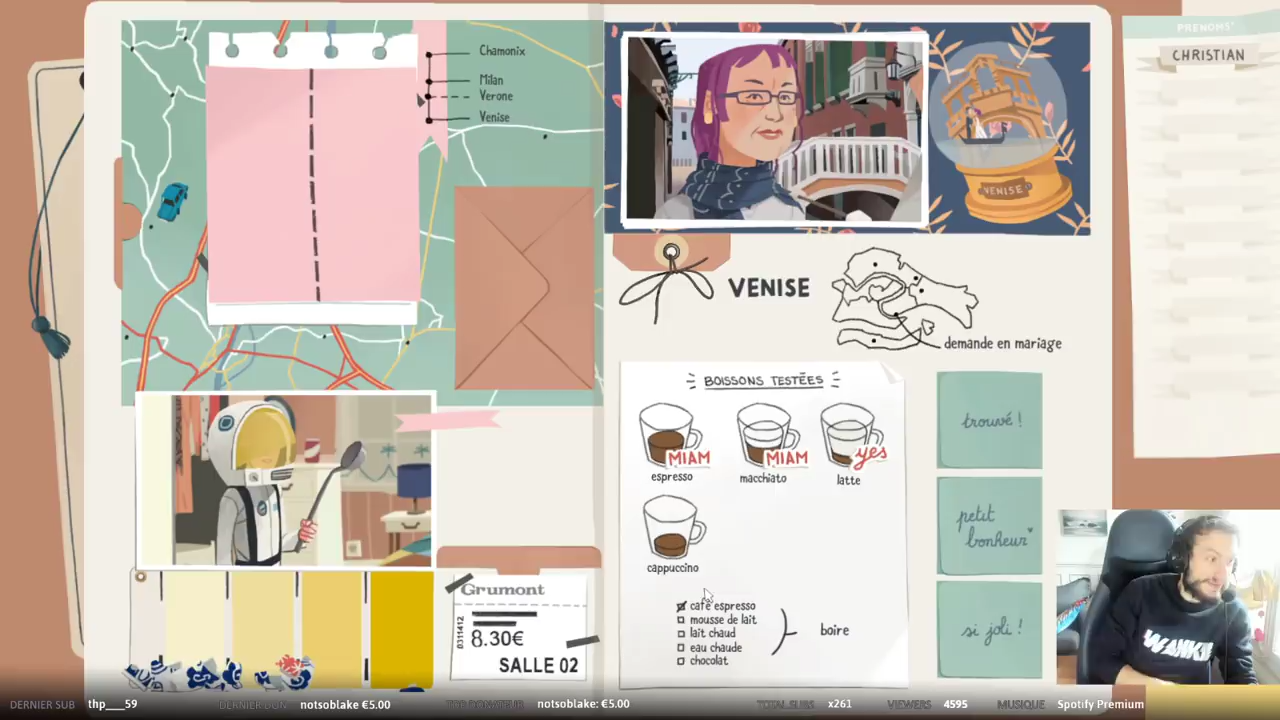 PRENOMS'
CHRISTIAN
Chamonix
Milan
Verone
Venise
VENISE
VENISE
demande en mariage
BOISSONS TESTÉES
MIAM
MIAM
yes
espresso
macchiato
latte
cappuccino
café espresso
mousse de lait
lait chaud
eau chaude
chocolat
boire
trouvé !
petit
bonheur
si joli !
Grumont
0311412
8.30€
SALLE 02
WANKIL
DERNIER SUB thp___59 DERNIER DON notsoblake: €5.00 TOP DONATEUR notsoblake: €5.00 TOTAL SUBS x261 VIEWERS 4595 MUSIQUE Spotify Premium